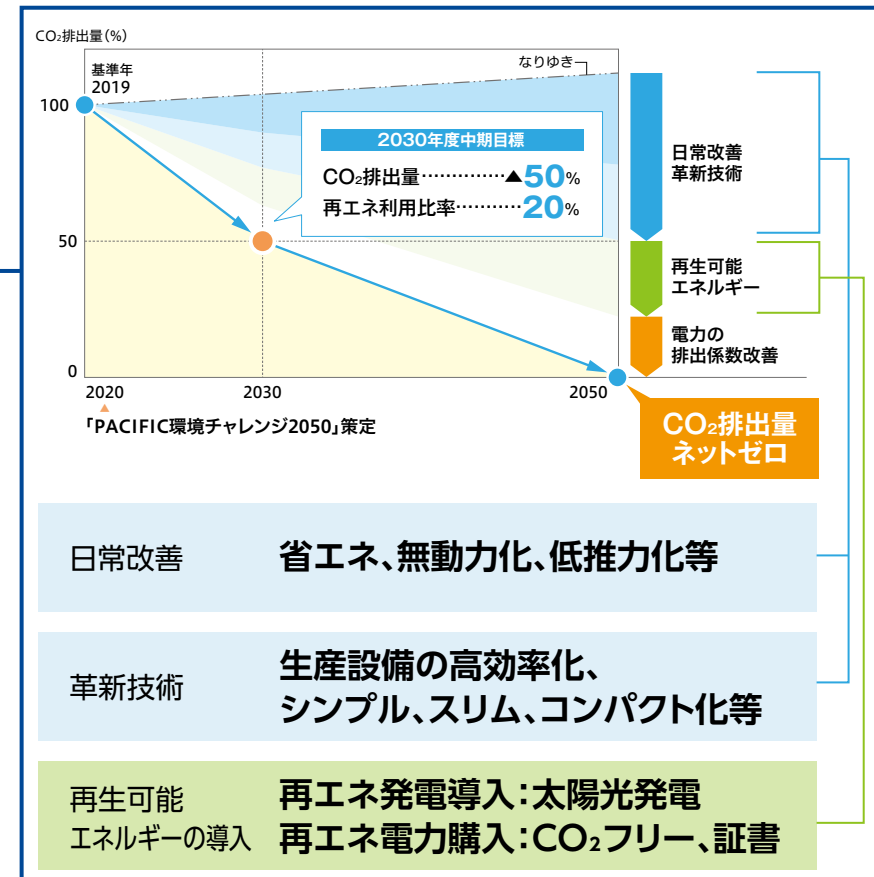 CO₂排出量(%)
基準年
2019
なりゆき
100
2030年度中期目標
CO₂排出量……………▲50%
再エネ利用比率…………20%
日常改善
革新技術
50
再生可能
エネルギー
電力の
排出係数改善
0
2020 2030 2050
「PACIFIC環境チャレンジ2050」策定
CO₂排出量
ネットゼロ
日常改善 省エネ、無動力化、低推力化等
革新技術 生産設備の高効率化、
シンプル、スリム、コンパクト化等
再生可能 再エネ発電導入：太陽光発電
エネルギーの導入 再エネ電力購入：CO₂フリー、証書